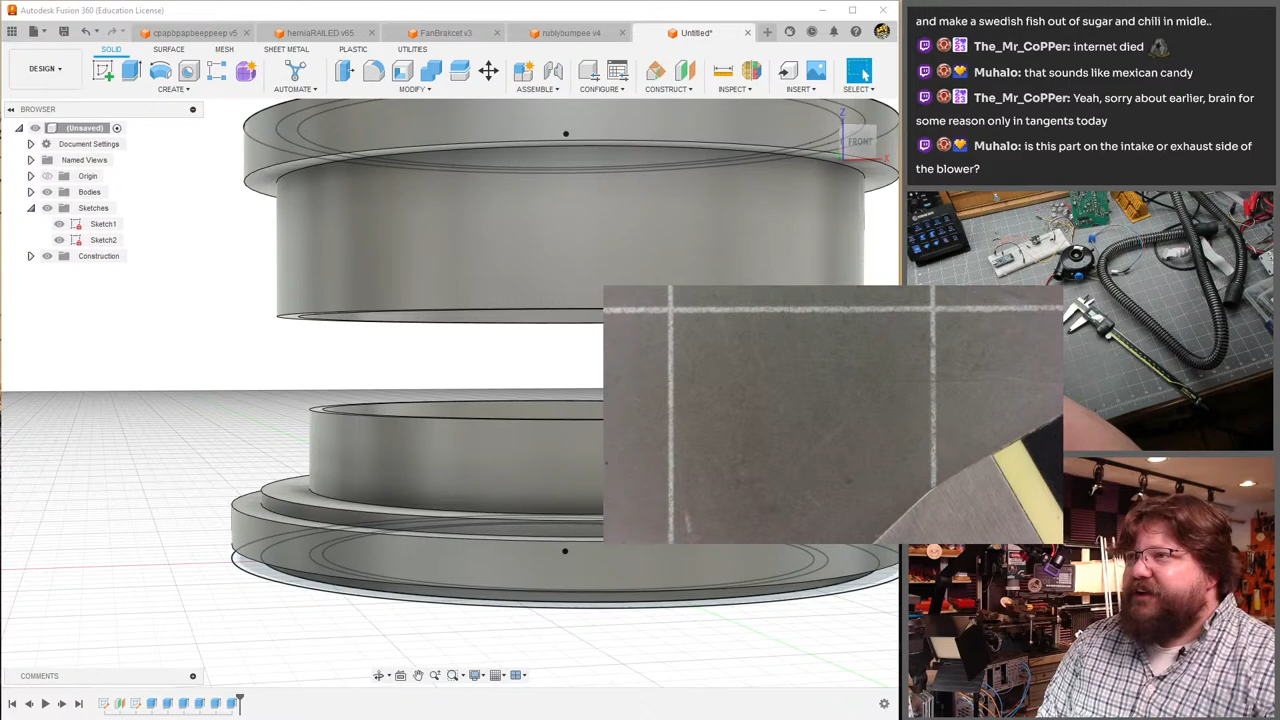 Autodesk Fusion 360 (Education License)
cpapbpapbeeppeep v5
hemiaRAILED v65
FanBrakcet v3
rublybumpee v4
Untitled*
SOLID
SURFACE
MESH
SHEET METAL
PLASTIC
UTILITIES
DESIGN
CREATE
AUTOMATE
MODIFY
ASSEMBLE
CONFIGURE
CONSTRUCT
INSPECT
INSERT
SELECT
BROWSER
(Unsaved)
Document Settings
Named Views
Origin
Bodies
Sketches
Sketch1
Sketch2
Construction
Z
FRONT
X
COMMENTS
and make a swedish fish out of sugar and chili in midle..
The_Mr_CoPPer: internet died
Muhalo: that sounds like mexican candy
The_Mr_CoPPer: Yeah, sorry about earlier, brain for
some reason only in tangents today
Muhalo: is this part on the intake or exhaust side of
the blower?